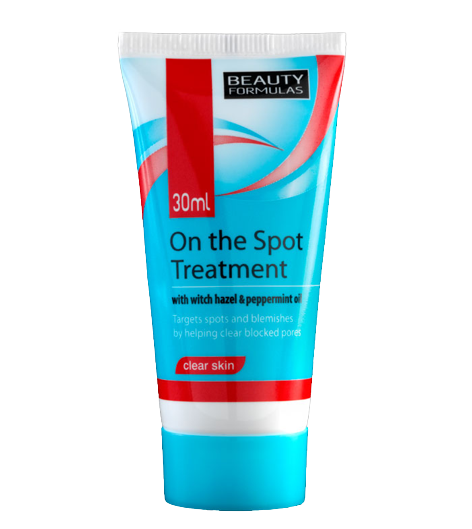 BEAUTY
FORMULAS
30ml
On the Spot
Treatment
with witch hazel & peppermint oil
Targets spots and blemishes
by helping clear blocked pores
clear skin